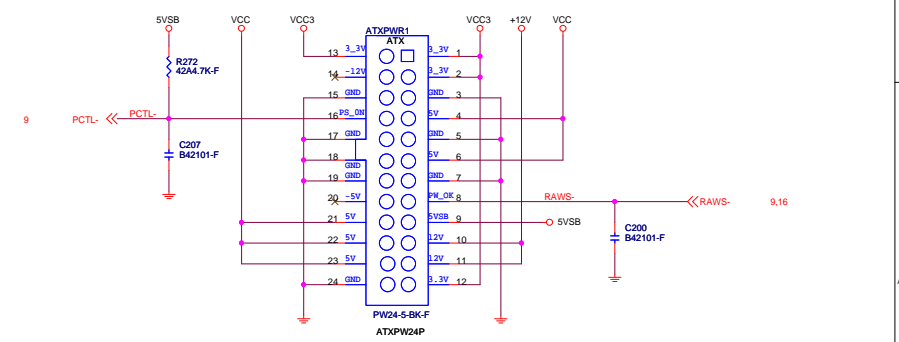 5VSB VCC VCC3 VCC3 +12V VCC
ATXPWR1
ATX
R272
42A4.7K-F
13 3_3V 3_3V 1
14 -12V 3_3V 2
15 GND GND 3
9 PCTL- PCTL- 16 PS_ON 5V 4
17 GND GND 5
C207
B42101-F
18 GND 5V 6
19 GND GND 7
20 -5V PW_OK 8 RAWS- RAWS- 9,16
21 5V 5VSB 9 5VSB
22 5V 12V 10
C200
B42101-F
23 5V 12V 11
24 GND 3.3V 12
PW24-5-BK-F
ATXPW24P